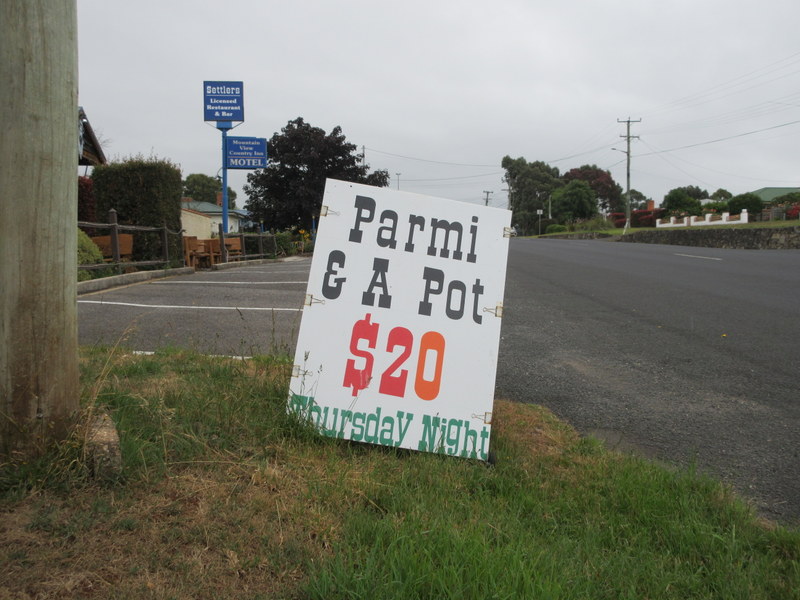 Settlers
Licensed
Restaurant
& Bar
Mountain
View
Country Inn
MOTEL
Parmi
& A Pot
$20
Thursday Night